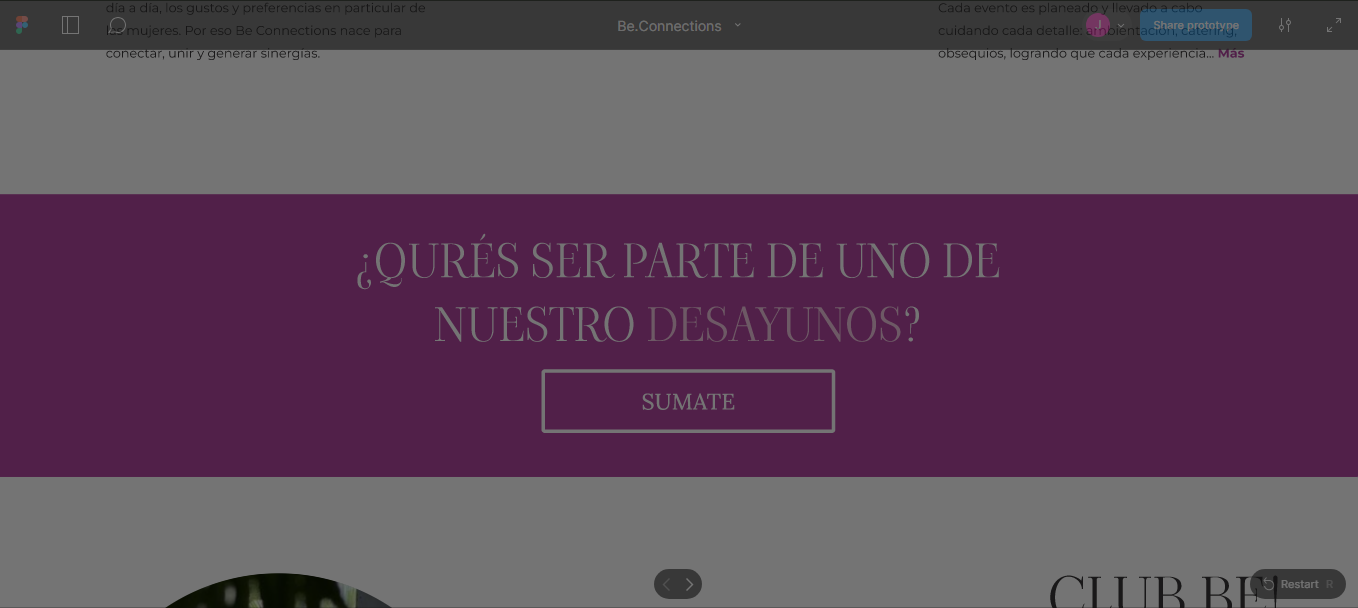 día a día, los gustos y preferencias en particular de
las mujeres. Por eso Be Connections nace para
conectar, unir y generar sinergias.
Be.Connections
Cada evento es planeado y llevado a cabo
cuidando cada detalle: ambientación, catering,
obsequios, logrando que cada experiencia... Más
J
Share prototype
¿QURÉS SER PARTE DE UNO DE
NUESTRO DESAYUNOS?
SUMATE
CLUB BE!
Restart R